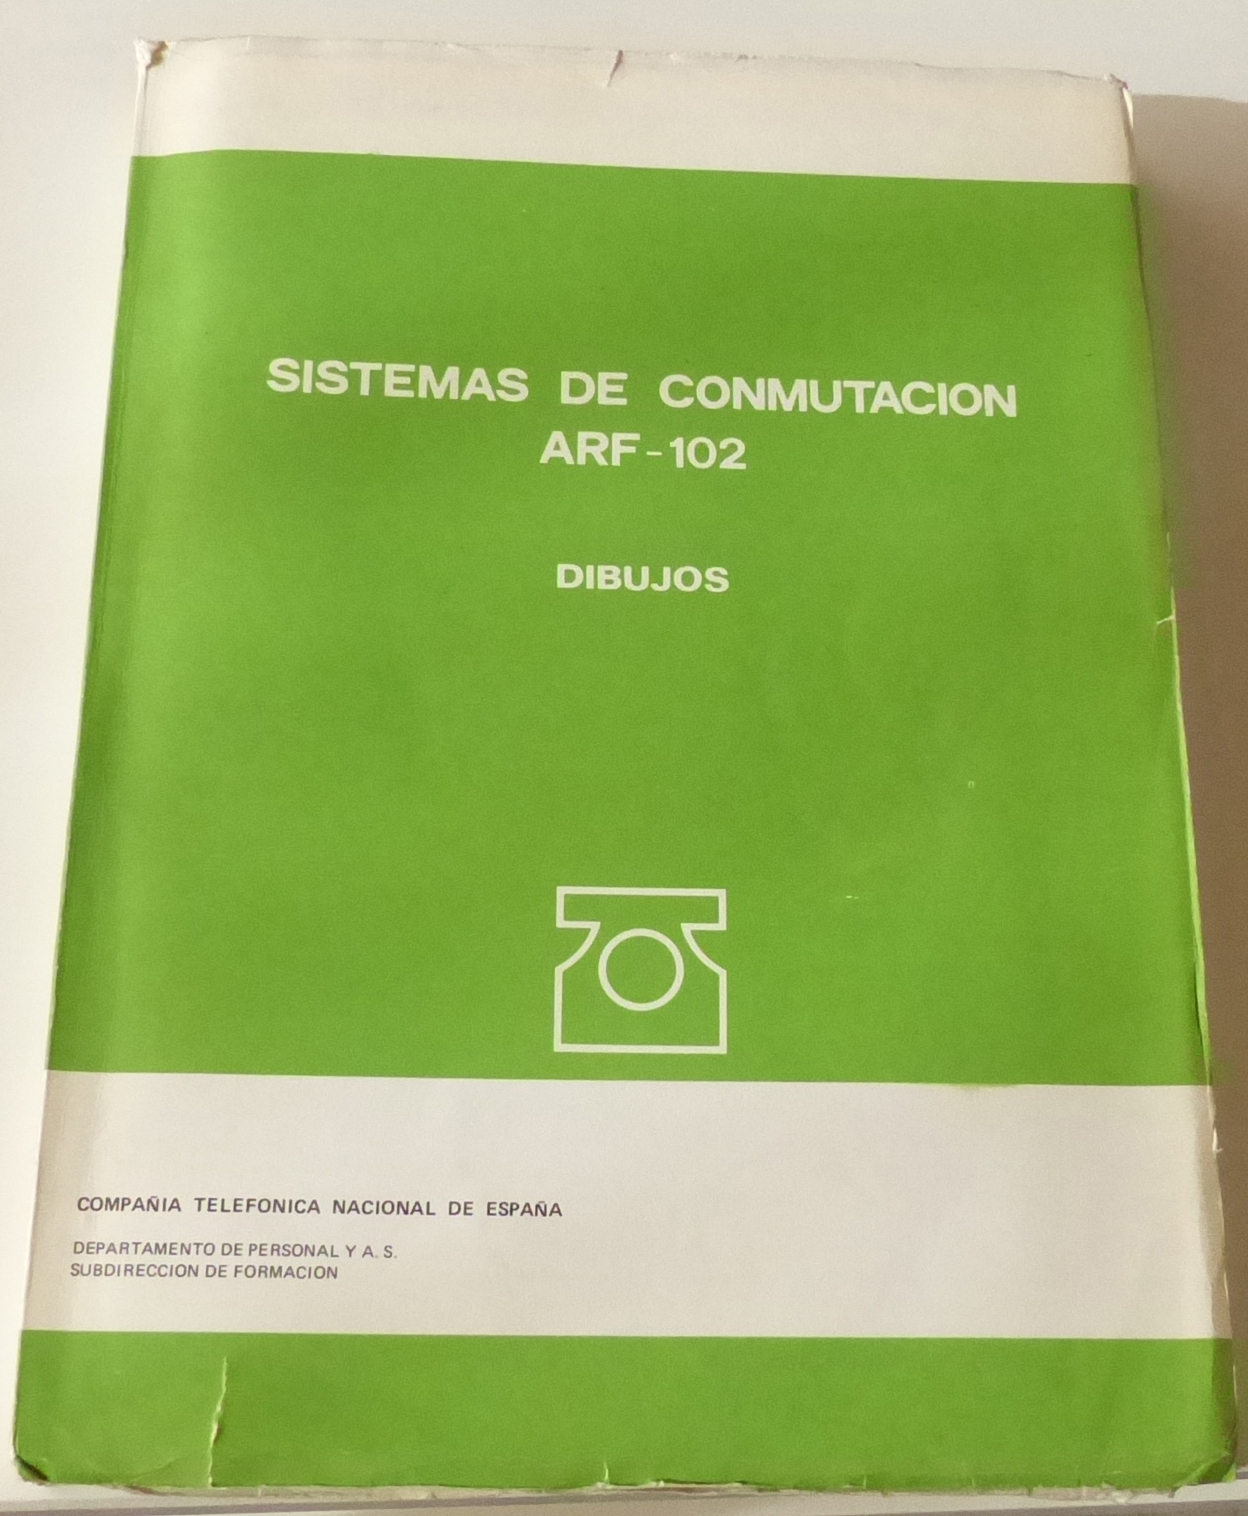 SISTEMAS DE CONMUTACION
ARF-102
DIBUJOS
COMPAÑIA TELEFONICA NACIONAL DE ESPAÑA
DEPARTAMENTO DE PERSONAL Y A. S.
SUBDIRECCION DE FORMACION